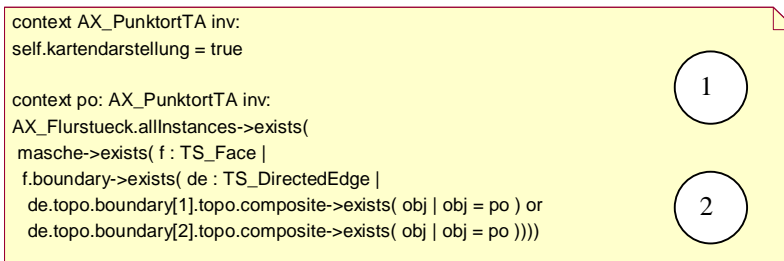 context AX_PunktortTA inv:
self.kartendarstellung = true
1
context po: AX_PunktortTA inv:
AX_Flurstueck.allInstances->exists(
masche->exists( f : TS_Face |
f.boundary->exists( de : TS_DirectedEdge |
de.topo.boundary[1].topo.composite->exists( obj | obj = po ) or
2
de.topo.boundary[2].topo.composite->exists( obj | obj = po ))))